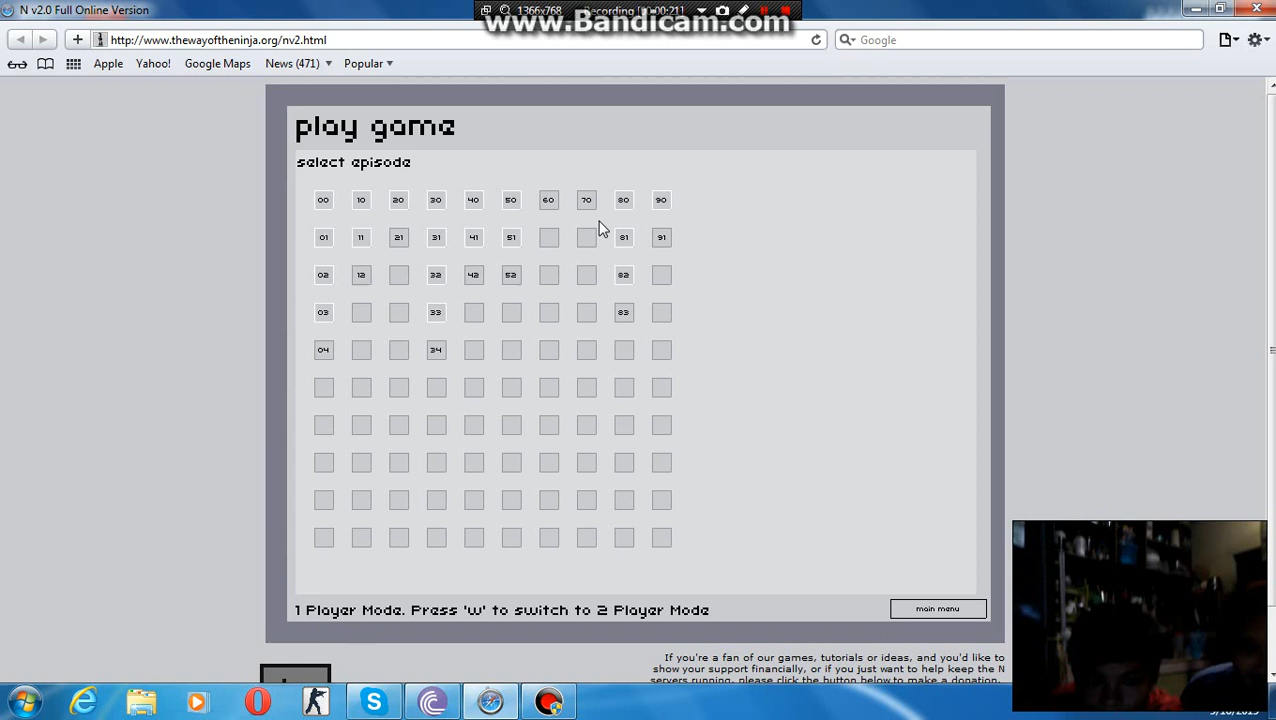 N v2.0 Full Online Version
1366x768
Recording [0:00:21]
www.Bandicam.com
http://www.thewayoftheninja.org/nv2.html
Google
Apple Yahoo! Google Maps News (471) Popular
play game
select episode
00 10 20 30 40 50 60 70 80 90
01 11 21 31 41 51 81 91
02 12 32 42 52 82
03 33 83
04 34
1 Player Mode. Press 'w' to switch to 2 Player Mode
main menu
If you're a fan of our games, tutorials or ideas, and you'd like to
show your support financially, or if you just want to help keep the N
servers running, please click the button below to make a donation.